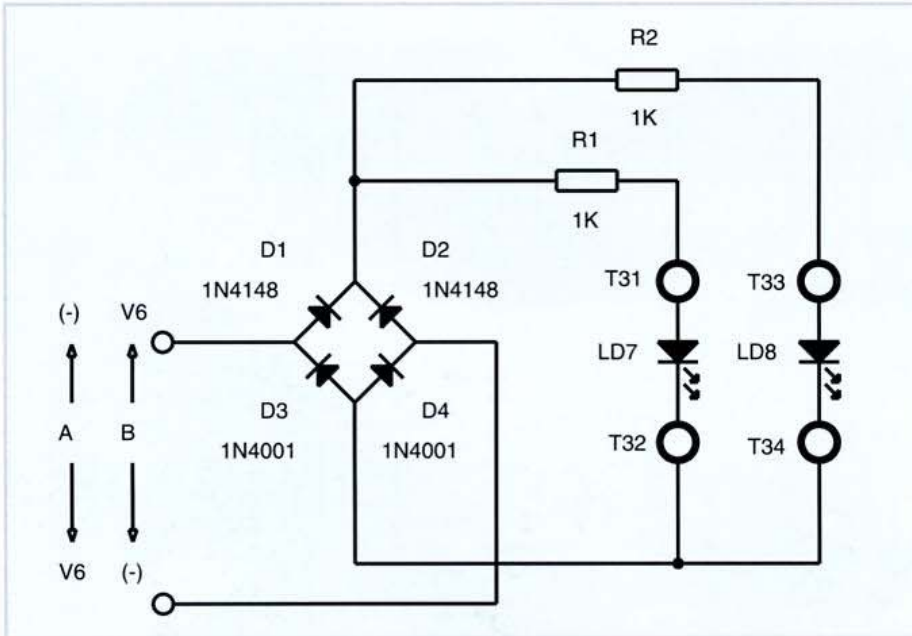 R2
1K
R1
1K
D1 D2
1N4148 1N4148
(-) V6
T31 T33
LD7 LD8
D3 D4
A B
1N4001 1N4001
T32 T34
V6 (-)